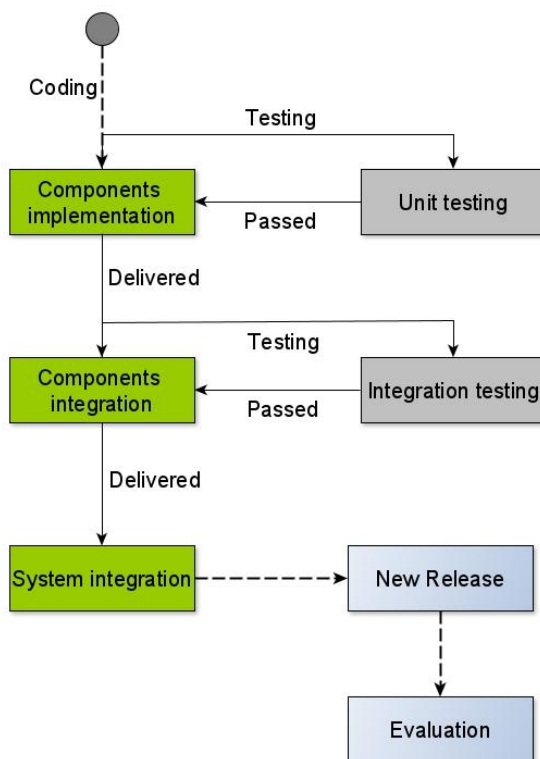 Coding
Testing
Components
implementation
Unit testing
Passed
Delivered
Testing
Components
integration
Integration testing
Passed
Delivered
System integration
New Release
Evaluation